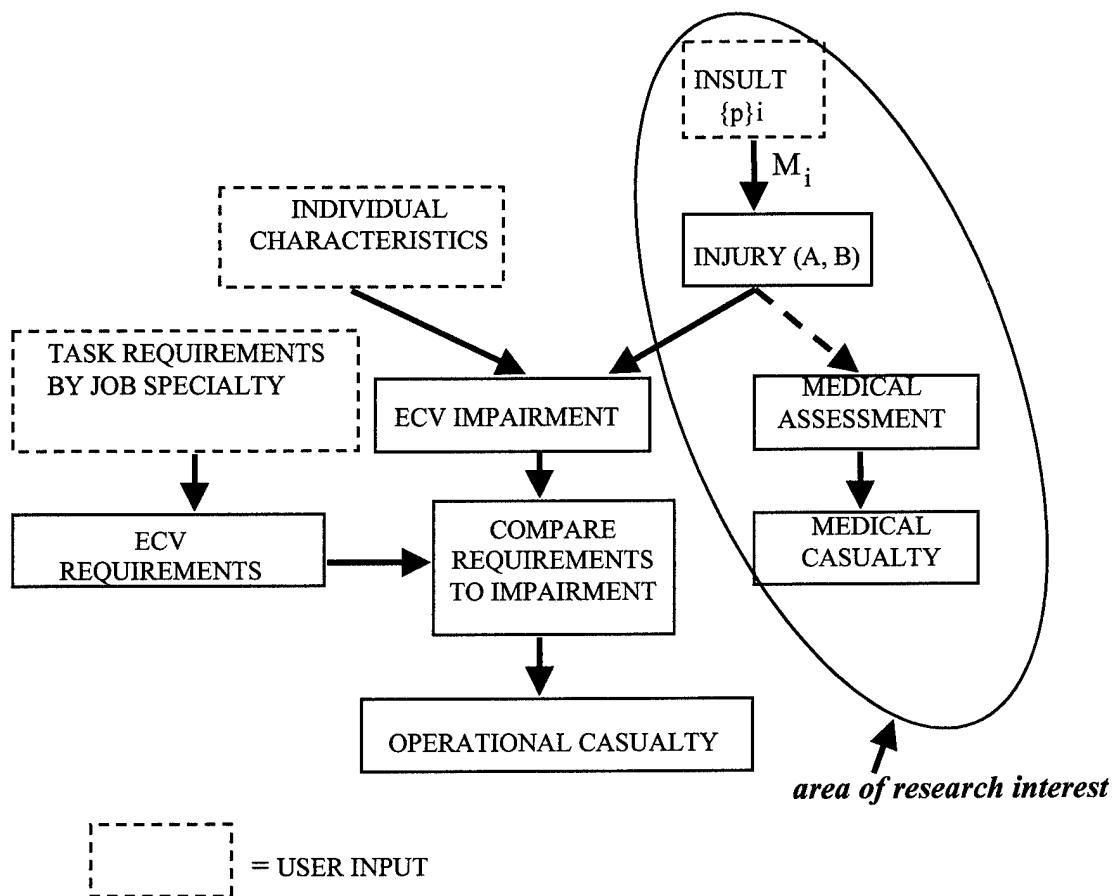 INSULT
{p}i
M i
INDIVIDUAL
CHARACTERISTICS
INJURY (A, B)
TASK REQUIREMENTS
BY JOB SPECIALTY
ECV IMPAIRMENT
MEDICAL
ASSESSMENT
ECV
REQUIREMENTS
COMPARE
REQUIREMENTS
TO IMPAIRMENT
MEDICAL
CASUALTY
OPERATIONAL CASUALTY
area of research interest
= USER INPUT